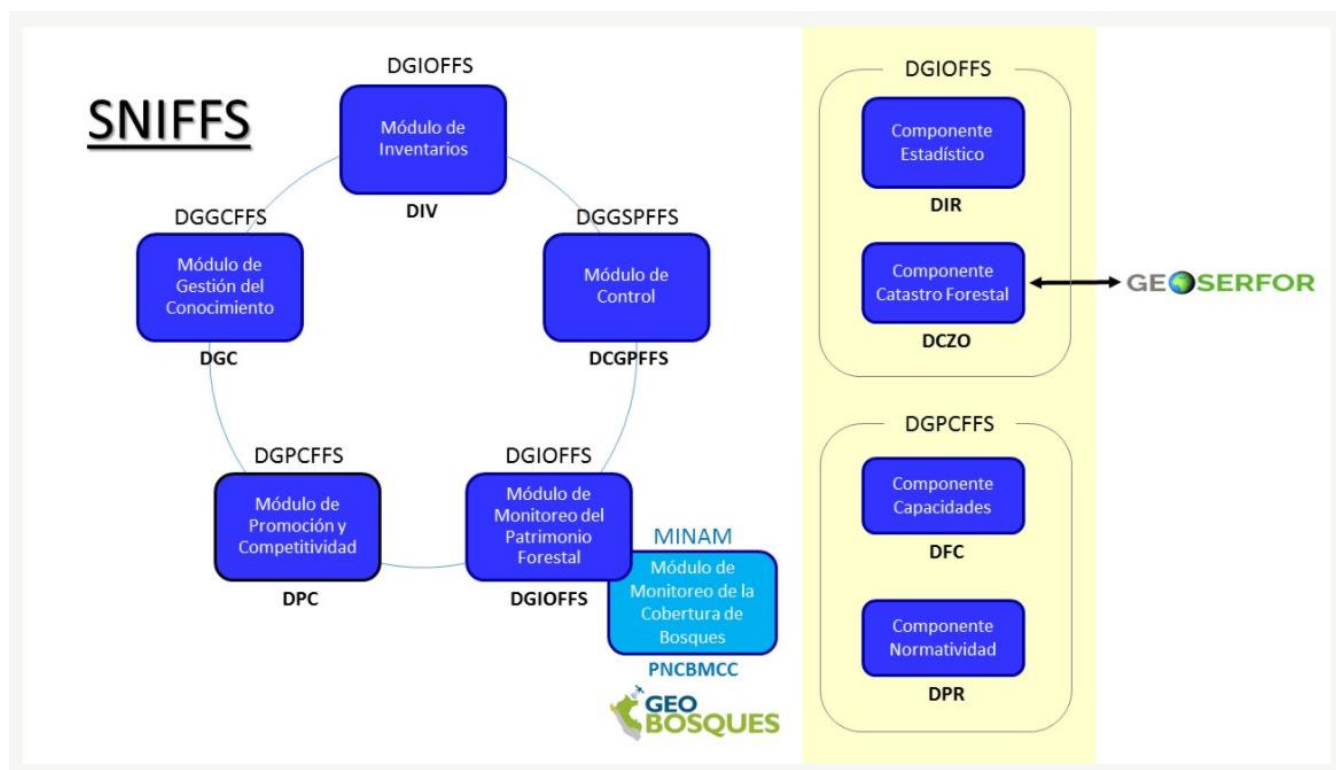 SNIFFS
DGIOFFS
Módulo de
Inventarios
DIV
DGGCFFS
Módulo de
Gestión del
Conocimiento
DGC
DGGSPFFS
Módulo de
Control
DCGPFFS
DGPCFFS
Módulo de
Promoción y
Competitividad
DPC
DGIOFFS
Módulo de
Monitoreo del
Patrimonio
Forestal
DGIOFFS
MINAM
Módulo de
Monitoreo de la
Cobertura de
Bosques
PNCBMCC
GEO
BOSQUES
DGIOFFS
Componente
Estadístico
DIR
Componente
Catastro Forestal
DCZO
GEOSERFOR
DGPCFFS
Componente
Capacidades
DFC
Componente
Normatividad
DPR